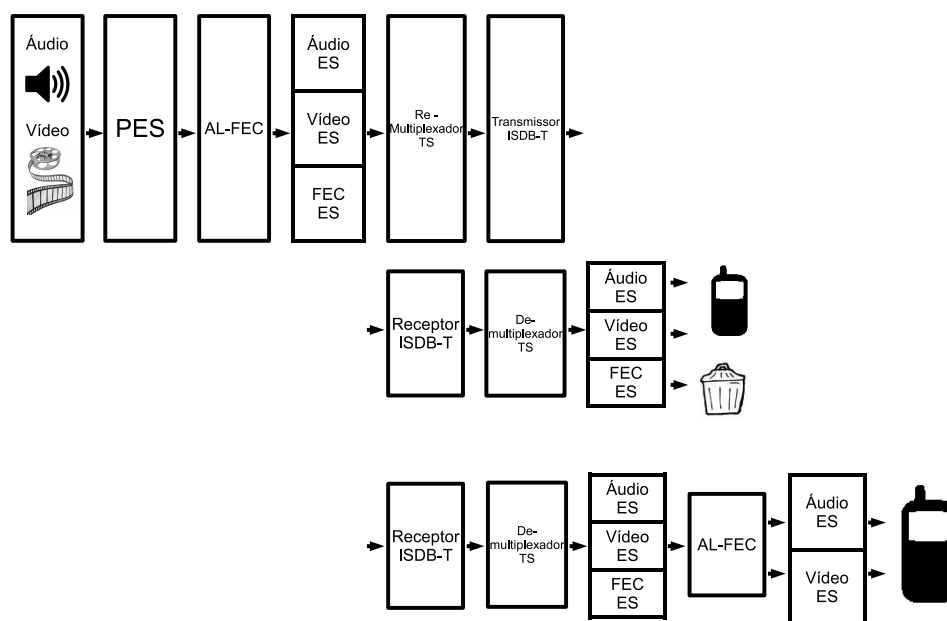 Áudio
Vídeo
PES
AL-FEC
Áudio
ES
Vídeo
ES
FEC
ES
Re -
Multiplexador
TS
Transmissor
ISDB-T
Receptor
ISDB-T
De-
multiplexador
TS
Áudio
ES
Vídeo
ES
FEC
ES
Receptor
ISDB-T
De-
multiplexador
TS
Áudio
ES
Vídeo
ES
FEC
ES
AL-FEC
Áudio
ES
Vídeo
ES